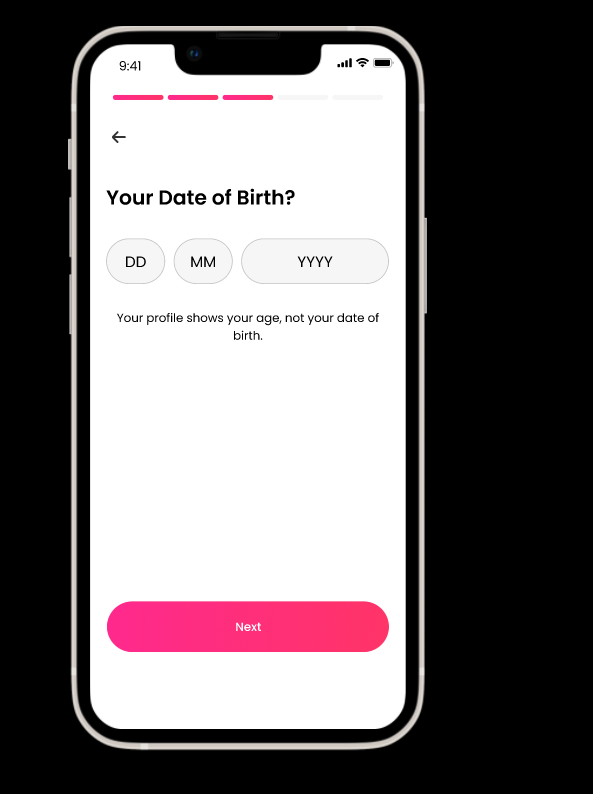 9:41
Your Date of Birth?
DD MM YYYY
Your profile shows your age, not your date of
birth.
Next